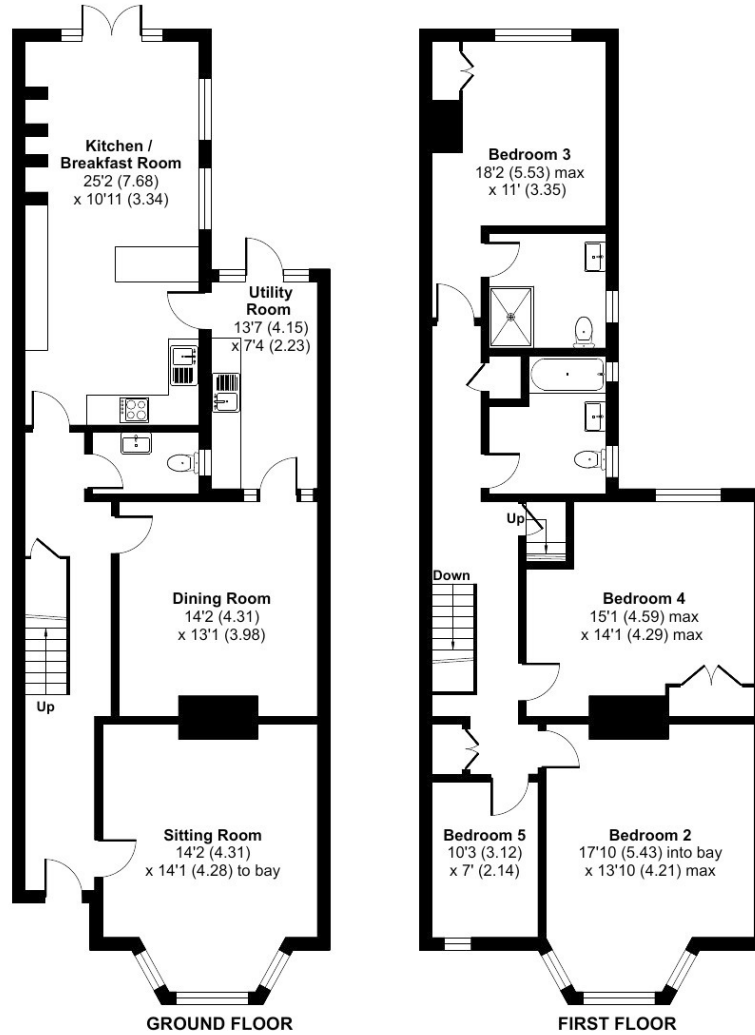 Kitchen /
Breakfast Room
25'2 (7.68)
x 10'11 (3.34)
Utility
Room
13'7 (4.15)
x 7'4 (2.23)
Dining Room
14'2 (4.31)
x 13'1 (3.98)
Up
Sitting Room
14'2 (4.31)
x 14'1 (4.28) to bay
GROUND FLOOR
Bedroom 3
18'2 (5.53) max
x 11' (3.35)
Up
Down
Bedroom 4
15'1 (4.59) max
x 14'1 (4.29) max
Bedroom 5
10'3 (3.12)
x 7' (2.14)
Bedroom 2
17'10 (5.43) into bay
x 13'10 (4.21) max
FIRST FLOOR